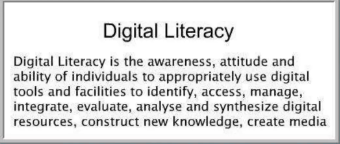 Digital Literacy
Digital Literacy is the awareness, attitude and
ability of individuals to appropriately use digital
tools and facilities to identify, access, manage,
integrate, evaluate, analyse and synthesize digital
resources, construct new knowledge, create media